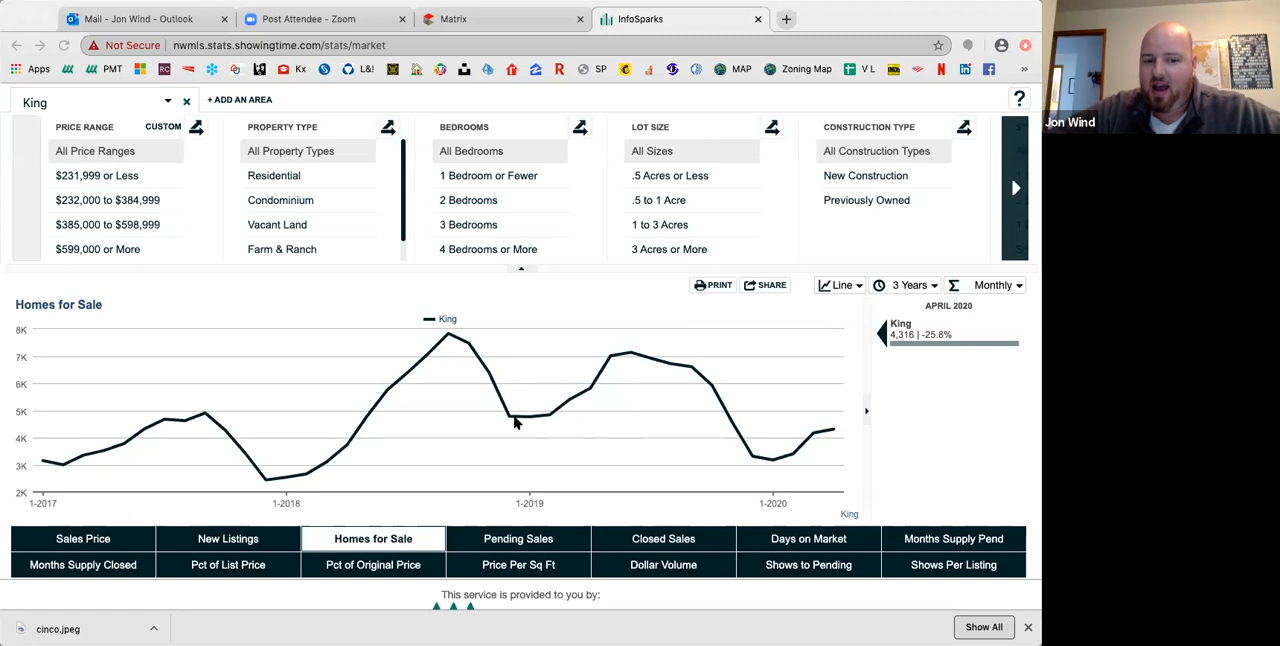 Mail - Jon Wind - Outlook
Post Attendee - Zoom
Matrix
InfoSparks
Not Secure
nwmls.stats.showingtime.com/stats/market
Apps
PMT
RC
Kx
L&I
SP
MAP
Zoning Map
V L
King
+ ADD AN AREA
?
PRICE RANGE
CUSTOM
All Price Ranges
$231,999 or Less
$232,000 to $384,999
$385,000 to $598,999
$599,000 or More
PROPERTY TYPE
All Property Types
Residential
Condominium
Vacant Land
Farm & Ranch
BEDROOMS
All Bedrooms
1 Bedroom or Fewer
2 Bedrooms
3 Bedrooms
4 Bedrooms or More
LOT SIZE
All Sizes
.5 Acres or Less
.5 to 1 Acre
1 to 3 Acres
3 Acres or More
CONSTRUCTION TYPE
All Construction Types
New Construction
Previously Owned
PRINT
SHARE
Line
3 Years
Monthly
Homes for Sale
King
8K
7K
6K
5K
4K
3K
2K
1-2017
1-2018
1-2019
1-2020
King
APRIL 2020
King
4,316 | -25.8%
Sales Price
New Listings
Homes for Sale
Pending Sales
Closed Sales
Days on Market
Months Supply Pend
Months Supply Closed
Pct of List Price
Pct of Original Price
Price Per Sq Ft
Dollar Volume
Shows to Pending
Shows Per Listing
This service is provided to you by:
cinco.jpeg
Show All
Jon Wind